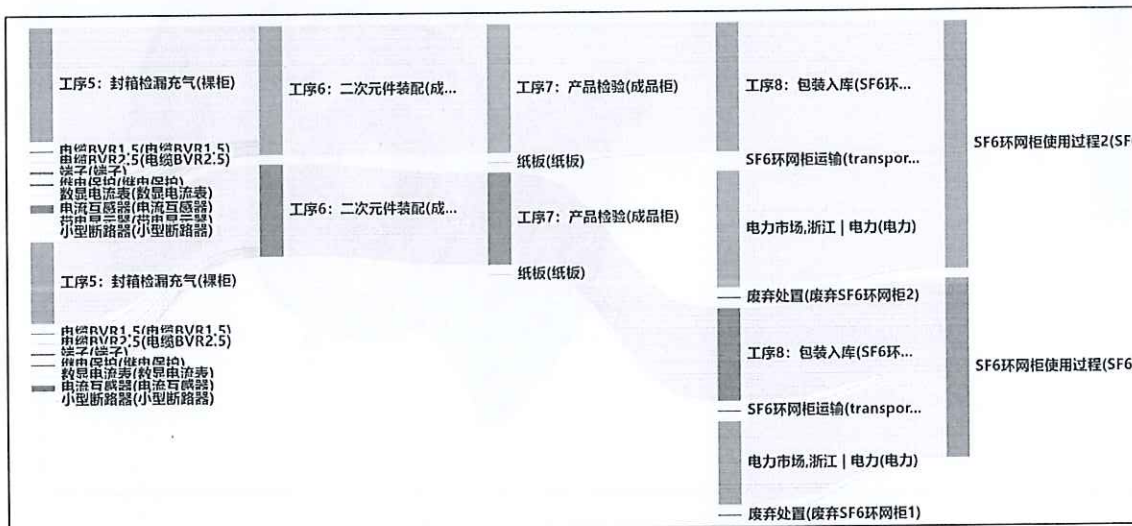 工序5：封箱检漏充气(裸柜)
电缆BVR1.5(电缆BVR1.5)
电缆BVR2.5(电缆BVR2.5)
端子(端子)
继电保护(继电保护)
数显电流表(数显电流表)
电流互感器(电流互感器)
带电显示器(带电显示器)
小型断路器(小型断路器)
工序5：封箱检漏充气(裸柜)
电缆BVR1.5(电缆BVR1.5)
电缆BVR2.5(电缆BVR2.5)
端子(端子)
继电保护(继电保护)
数显电流表(数显电流表)
电流互感器(电流互感器)
小型断路器(小型断路器)
工序6：二次元件装配(成...
工序6：二次元件装配(成...
工序7：产品检验(成品柜)
纸板(纸板)
工序7：产品检验(成品柜)
纸板(纸板)
工序8：包装入库(SF6环...
SF6环网柜运输(transpor...
电力市场,浙江 | 电力(电力)
废弃处置(废弃SF6环网柜2)
工序8：包装入库(SF6环...
SF6环网柜运输(transpor...
电力市场,浙江 | 电力(电力)
废弃处置(废弃SF6环网柜1)
SF6环网柜使用过程2(SF6
SF6环网柜使用过程(SF6